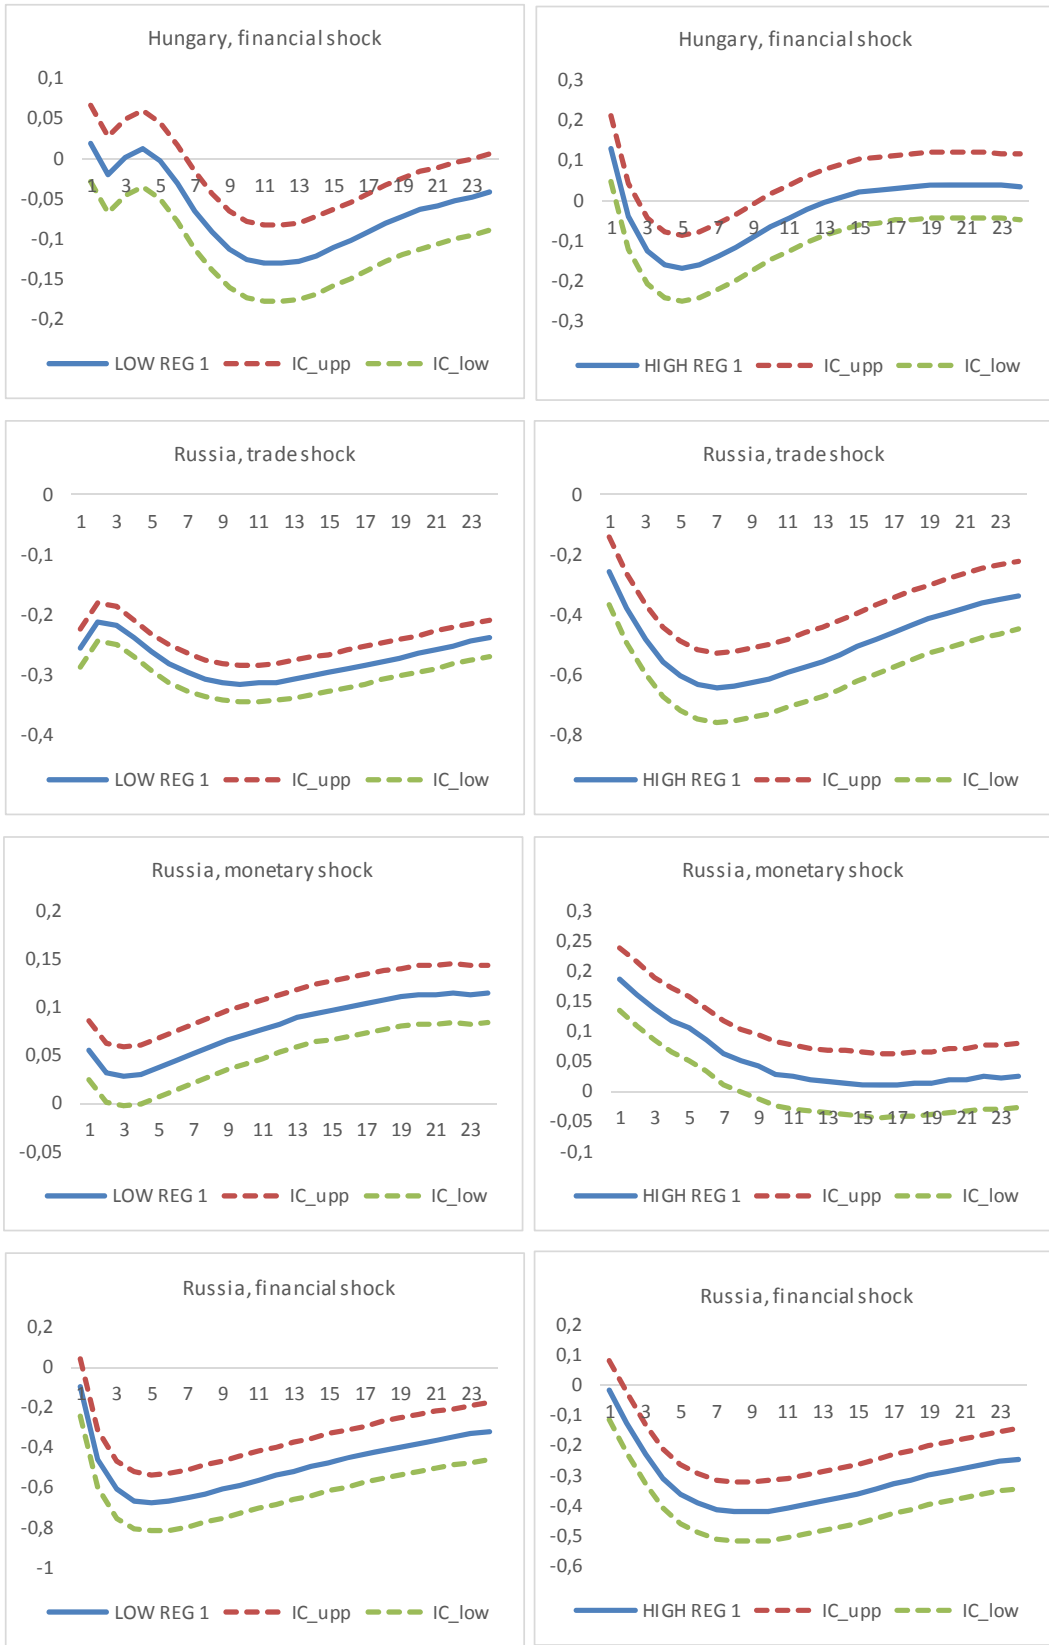 Hungary, financial shock
0,1
0,05
0
-0,05
-0,1
-0,15
-0,2
1 3 5 7 9 11 13 15 17 19 21 23
LOW REG 1 IC_upp IC_low
Hungary, financial shock
0,3
0,2
0,1
0
-0,1
-0,2
-0,3
1 3 5 7 9 11 13 15 17 19 21 23
HIGH REG 1 IC_upp IC_low
Russia, trade shock
0
-0,1
-0,2
-0,3
-0,4
1 3 5 7 9 11 13 15 17 19 21 23
LOW REG 1 IC_upp IC_low
Russia, trade shock
0
-0,2
-0,4
-0,6
-0,8
1 3 5 7 9 11 13 15 17 19 21 23
HIGH REG 1 IC_upp IC_low
Russia, monetary shock
0,2
0,15
0,1
0,05
0
-0,05
1 3 5 7 9 11 13 15 17 19 21 23
LOW REG 1 IC_upp IC_low
Russia, monetary shock
0,3
0,25
0,2
0,15
0,1
0,05
0
-0,05
-0,1
1 3 5 7 9 11 13 15 17 19 21 23
HIGH REG 1 IC_upp IC_low
Russia, financial shock
0,2
0
-0,2
-0,4
-0,6
-0,8
-1
1 3 5 7 9 11 13 15 17 19 21 23
LOW REG 1 IC_upp IC_low
Russia, financial shock
0,2
0,1
0
-0,1
-0,2
-0,3
-0,4
-0,5
-0,6
1 3 5 7 9 11 13 15 17 19 21 23
HIGH REG 1 IC_upp IC_low